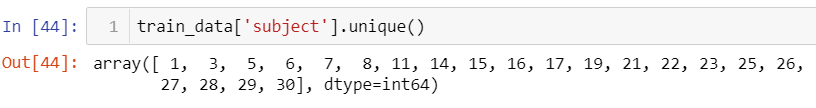 In [44]: 1 train_data['subject'].unique()
Out[44]: array([ 1, 3, 5, 6, 7, 8, 11, 14, 15, 16, 17, 19, 21, 22, 23, 25, 26,
27, 28, 29, 30], dtype=int64)